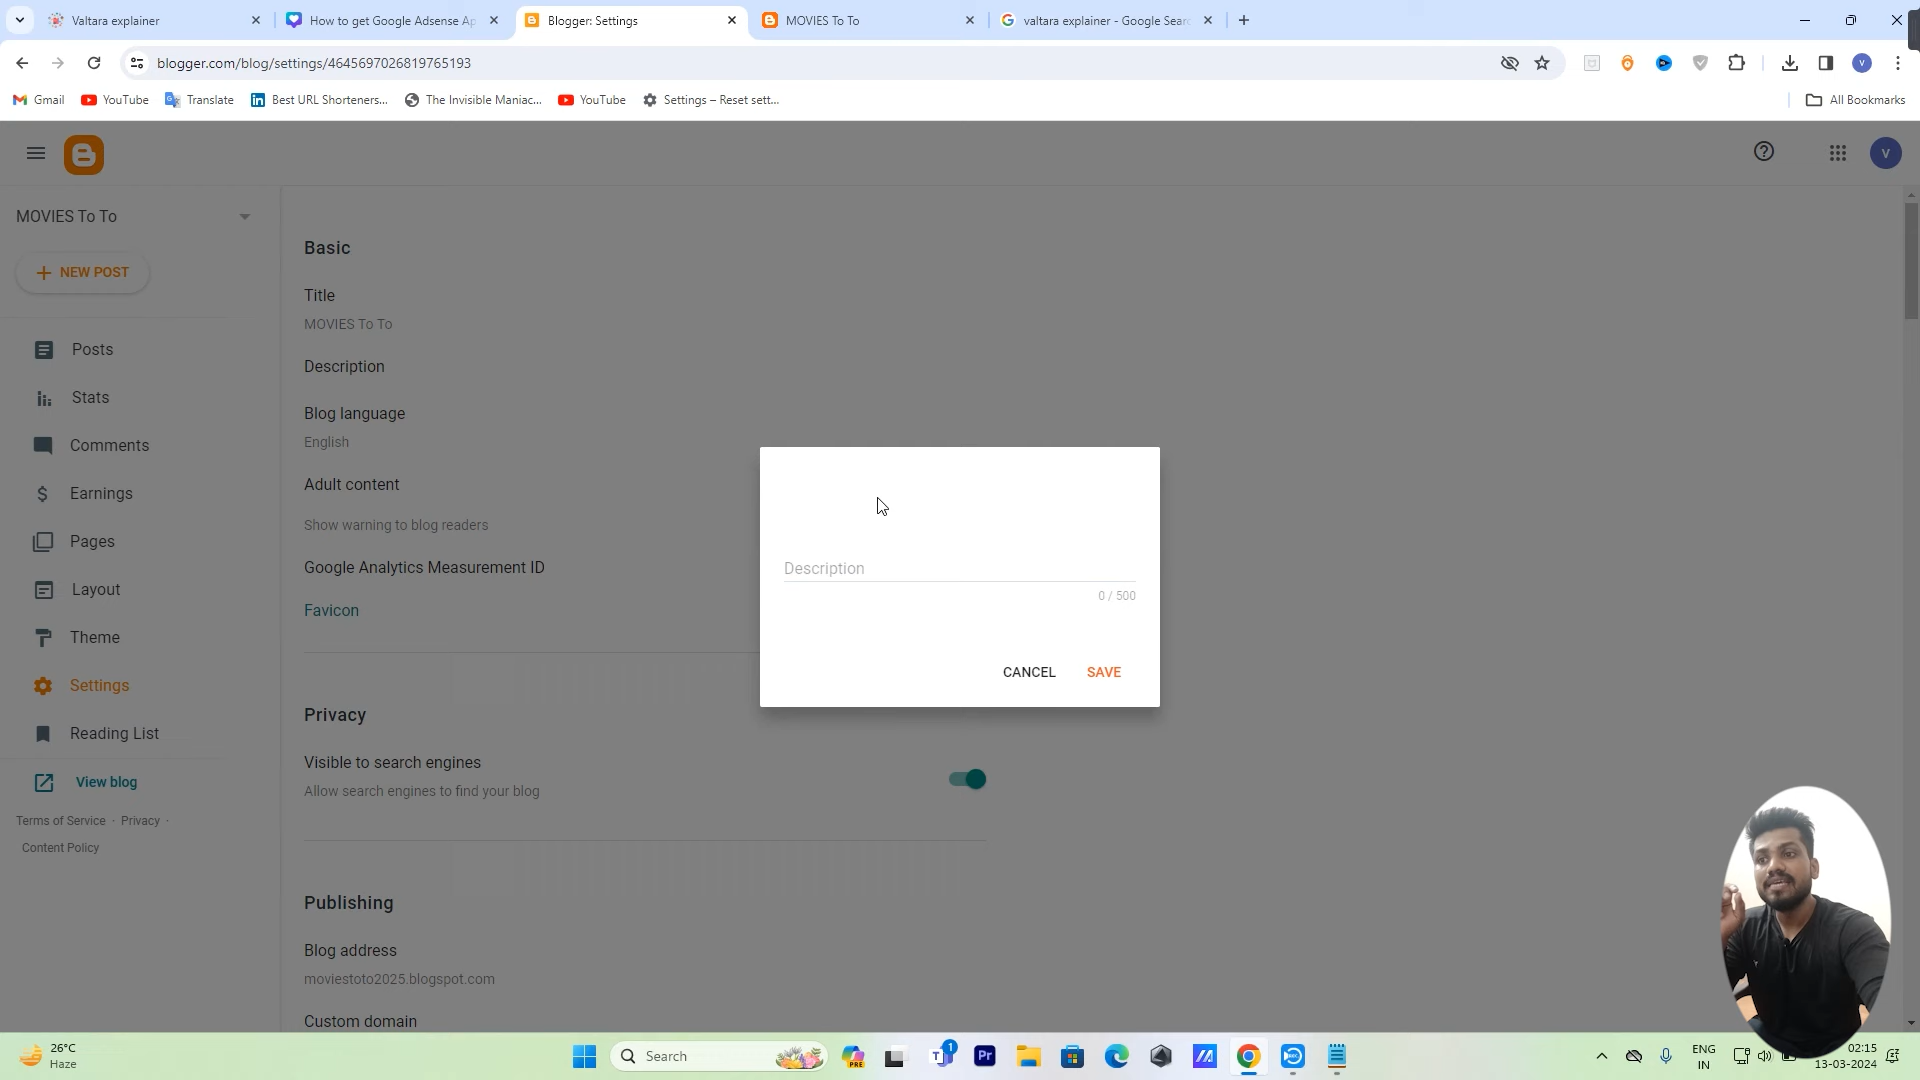 Valtara explainer
How to get Google Adsense Ap
Blogger: Settings
MOVIES To To
valtara explainer - Google Sear
blogger.com/blog/settings/4645697026819765193
Gmail
YouTube
Translate
Best URL Shorteners...
The Invisible Maniac...
YouTube
Settings – Reset sett...
All Bookmarks
V
MOVIES To To
NEW POST
Posts
Stats
Comments
Earnings
Pages
Layout
Theme
Settings
Reading List
View blog
Terms of Service · Privacy ·
Content Policy
Basic
Title
MOVIES To To
Description
Blog language
English
Adult content
Show warning to blog readers
Google Analytics Measurement ID
Favicon
Privacy
Visible to search engines
Allow search engines to find your blog
Publishing
Blog address
moviestoto2025.blogspot.com
Custom domain
Description
0 / 500
CANCEL
SAVE
26°C
Haze
Search
PRE
T
1
Pr
ENG
IN
02:15
13-03-2024